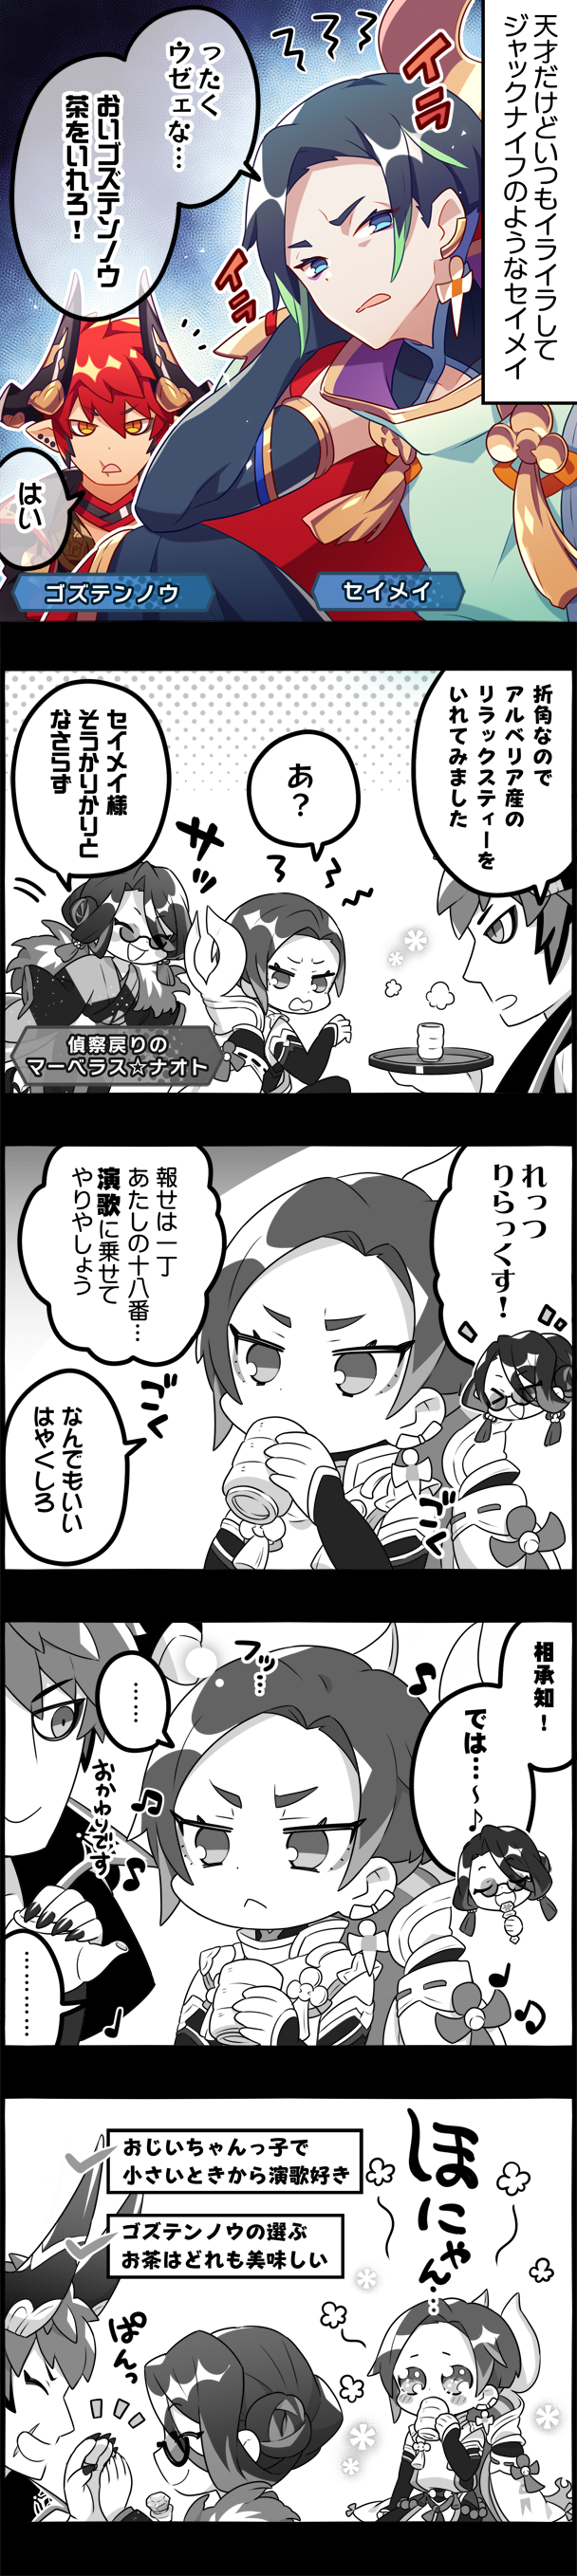 天才だけどいつもイライラして
ジャックナイフのようなセイメイ
イラ
イラ
ったく
ウゼェな…
おいゴズテンノウ
茶をいれろ！
はい
ゴズテンノウ
セイメイ
折角なので
アルベリア産の
リラックスティーを
いれてみました
あ？
セイメイ様
そうかりかりと
なさらず
サッ
偵察戻りの
マーベラス☆ナオト
れっつ
りらっくす！
報せは一丁
あたしの十八番…
演歌に乗せて
やりやしょう
ごく
ごく
なんでもいい
はやくしろ
相承知！
では…～♪
フッ…
……
おかわりです
…………
ほにゃん…
おじいちゃんっ子で
小さいときから演歌好き
ゴズテンノウの選ぶ
お茶はどれも美味しい
ぱんっ